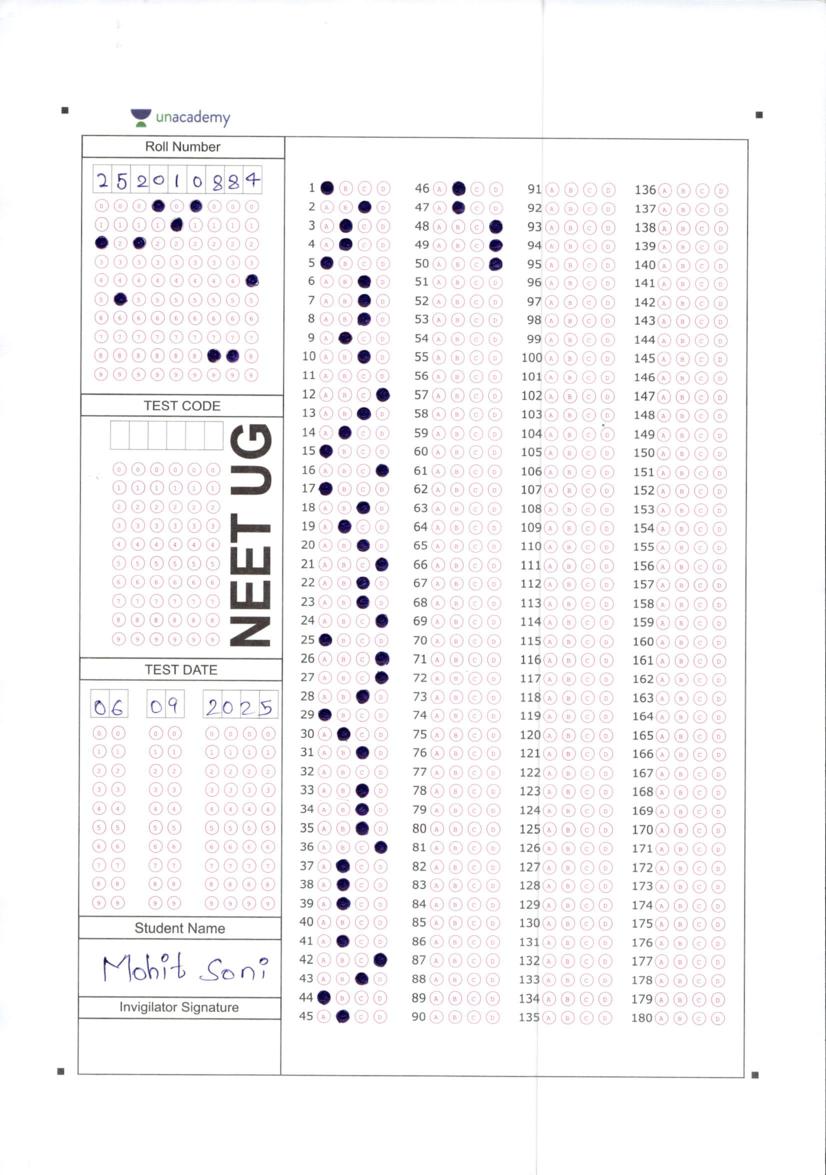 unacademy
Roll Number
2 5 2 0 1 0 8 8 4
TEST CODE
NEET UG
TEST DATE
06 09 2025
Student Name
Mohit Soni
Invigilator Signature
1 B C D
2 A B D
3 A C D
4 A C D
5 B C D
6 A B D
7 A B D
8 A B D
9 A C D
10 A B D
11 A B C D
12 A B C
13 A B D
14 A C D
15 B C D
16 A B C
17 B C D
18 A B D
19 A C D
20 A B D
21 A B C
22 A B D
23 A B D
24 A B C
25 B C D
26 A B C
27 A B C
28 A B D
29 B C D
30 A C D
31 A B D
32 A B C D
33 A B D
34 A B D
35 A B D
36 A B C
37 A C D
38 A C D
39 A C D
40 A B C D
41 A C D
42 A B C
43 A B D
44 B C D
45 A C D
46 A C D
47 A C D
48 A B C
49 A B C
50 A B C
51 A B C D
52 A B C D
53 A B C D
54 A B C D
55 A B C D
56 A B C D
57 A B C D
58 A B C D
59 A B C D
60 A B C D
61 A B C D
62 A B C D
63 A B C D
64 A B C D
65 A B C D
66 A B C D
67 A B C D
68 A B C D
69 A B C D
70 A B C D
71 A B C D
72 A B C D
73 A B C D
74 A B C D
75 A B C D
76 A B C D
77 A B C D
78 A B C D
79 A B C D
80 A B C D
81 A B C D
82 A B C D
83 A B C D
84 A B C D
85 A B C D
86 A B C D
87 A B C D
88 A B C D
89 A B C D
90 A B C D
91 A B C D
92 A B C D
93 A B C D
94 A B C D
95 A B C D
96 A B C D
97 A B C D
98 A B C D
99 A B C D
100 A B C D
101 A B C D
102 A B C D
103 A B C D
104 A B C D
105 A B C D
106 A B C D
107 A B C D
108 A B C D
109 A B C D
110 A B C D
111 A B C D
112 A B C D
113 A B C D
114 A B C D
115 A B C D
116 A B C D
117 A B C D
118 A B C D
119 A B C D
120 A B C D
121 A B C D
122 A B C D
123 A B C D
124 A B C D
125 A B C D
126 A B C D
127 A B C D
128 A B C D
129 A B C D
130 A B C D
131 A B C D
132 A B C D
133 A B C D
134 A B C D
135 A B C D
136 A B C D
137 A B C D
138 A B C D
139 A B C D
140 A B C D
141 A B C D
142 A B C D
143 A B C D
144 A B C D
145 A B C D
146 A B C D
147 A B C D
148 A B C D
149 A B C D
150 A B C D
151 A B C D
152 A B C D
153 A B C D
154 A B C D
155 A B C D
156 A B C D
157 A B C D
158 A B C D
159 A B C D
160 A B C D
161 A B C D
162 A B C D
163 A B C D
164 A B C D
165 A B C D
166 A B C D
167 A B C D
168 A B C D
169 A B C D
170 A B C D
171 A B C D
172 A B C D
173 A B C D
174 A B C D
175 A B C D
176 A B C D
177 A B C D
178 A B C D
179 A B C D
180 A B C D